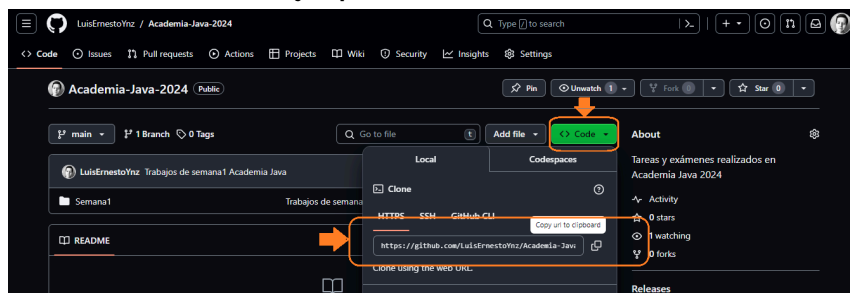 LuisErnestoYnz / Academia-Java-2024
Type / to search
<> Code Issues Pull requests Actions Projects Wiki Security Insights Settings
Academia-Java-2024 Public
Pin Unwatch 1 Fork 0 Star 0
main 1 Branch 0 Tags Go to file t Add file <> Code
About
Local Codespaces
Tareas y exámenes realizados en
Academia Java 2024
LuisErnestoYnz Trabajos de semana1 Academia Java
Clone
Semana1 Trabajos de semana
Activity
HTTPS SSH GitHub CLI
Copy url to clipboard
0 stars
README
https://github.com/LuisErnestoYnz/Academia-Jav
1 watching
Clone using the web URL.
0 forks
Releases